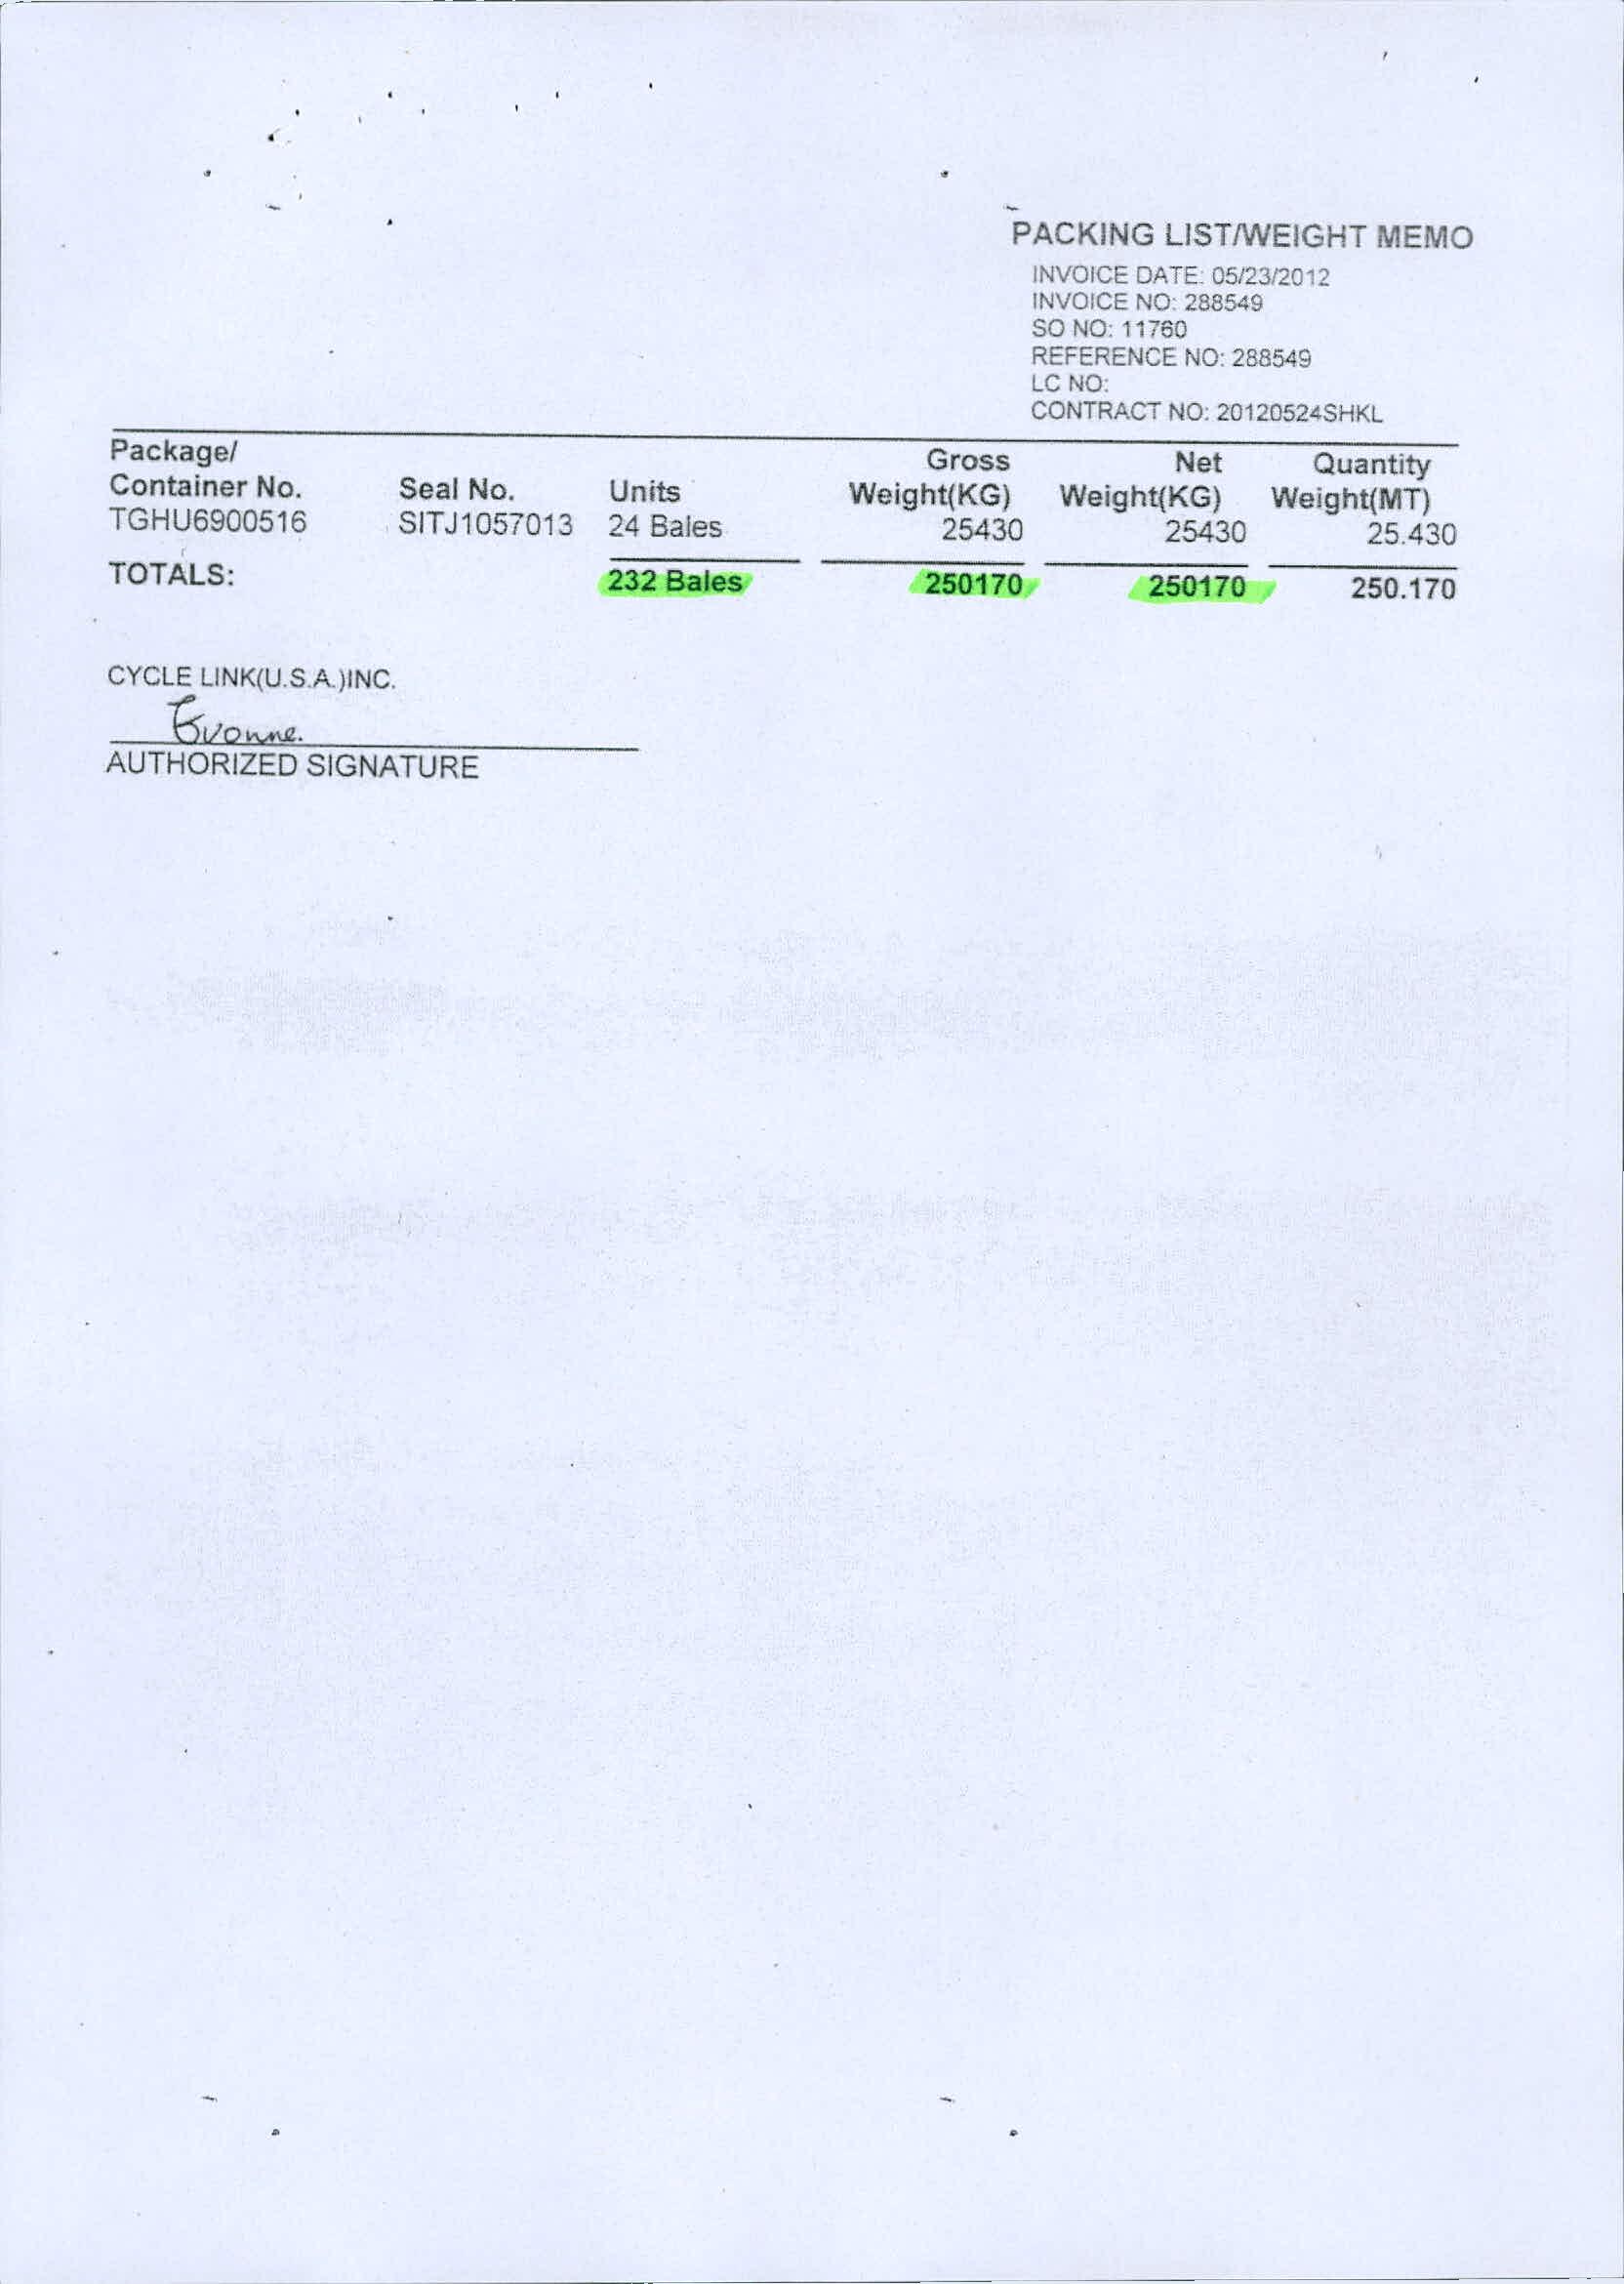 PACKING LIST/WEIGHT MEMO
INVOICE DATE: 05/23/2012
INVOICE NO: 288549
SO NO: 11760
REFERENCE NO: 288549
LC NO:
CONTRACT NO: 20120524SHKL
Package/ Gross Net Quantity
Container No. Seal No. Units Weight(KG) Weight(KG) Weight(MT)
TGHU6900516 SITJ1057013 24 Bales 25430 25430 25.430
TOTALS: 232 Bales 250170 250170 250.170
CYCLE LINK(U.S.A.)INC.
Evonne.
AUTHORIZED SIGNATURE